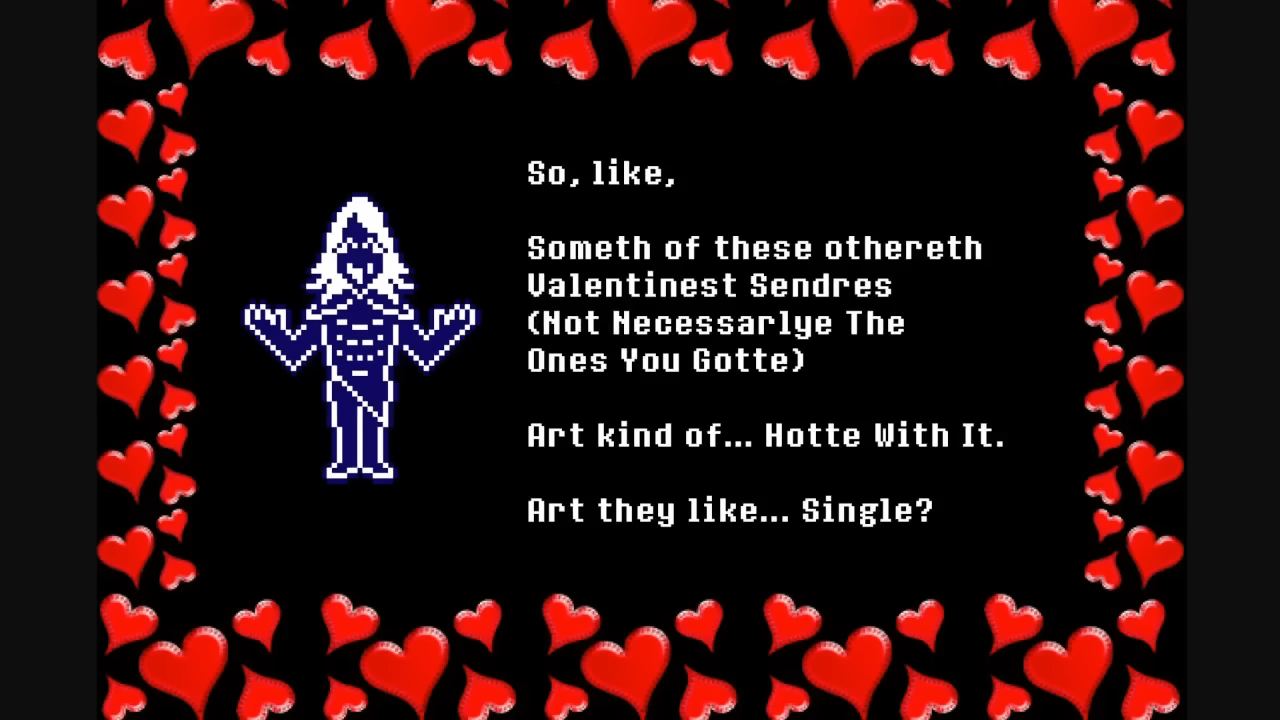 So, like,
Someth of these othereth
Valentinest Sendres
(Not Necessarlye The
Ones You Gotte)
Art kind of... Hotte With It.
Art they like... Single?